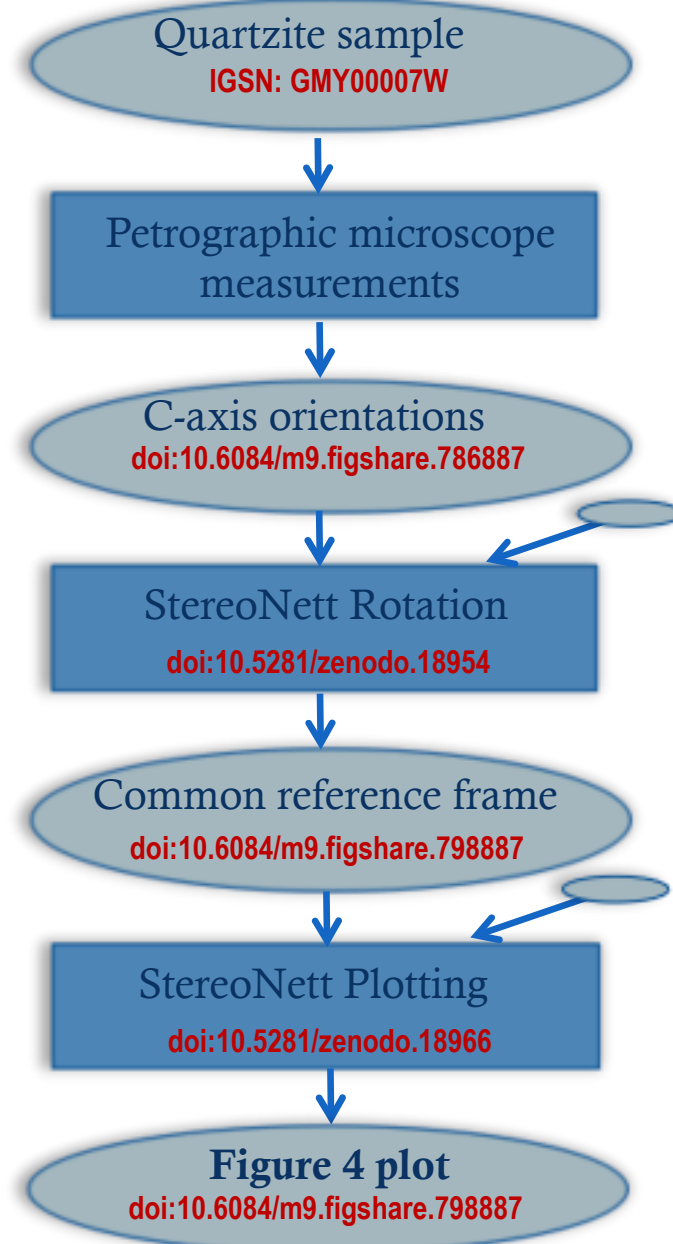 Quartzite sample
IGSN: GMY00007W
Petrographic microscope
measurements
C-axis orientations
doi:10.6084/m9.figshare.786887
StereoNett Rotation
doi:10.5281/zenodo.18954
Common reference frame
doi:10.6084/m9.figshare.798887
StereoNett Plotting
doi:10.5281/zenodo.18966
Figure 4 plot
doi:10.6084/m9.figshare.798887